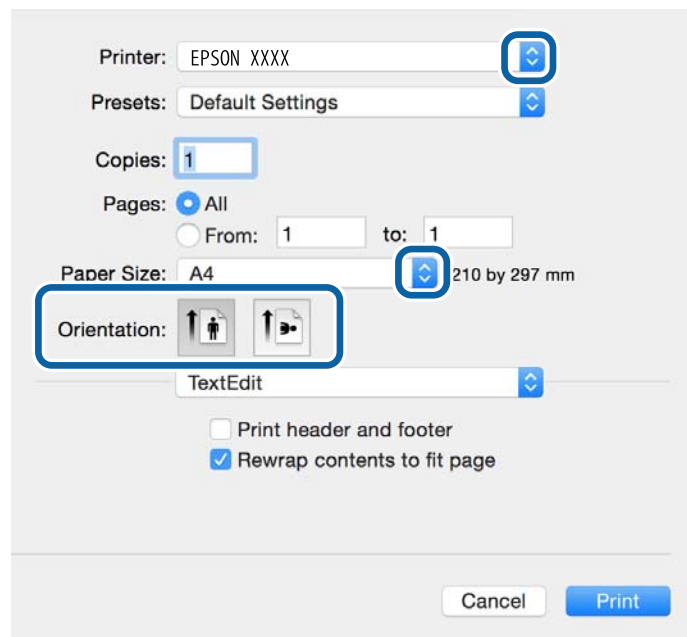 Printer: EPSON XXXX
Presets: Default Settings
Copies: 1
Pages: All
From: 1 to: 1
Paper Size: A4 210 by 297 mm
Orientation:
TextEdit
Print header and footer
Rewrap contents to fit page
Cancel Print